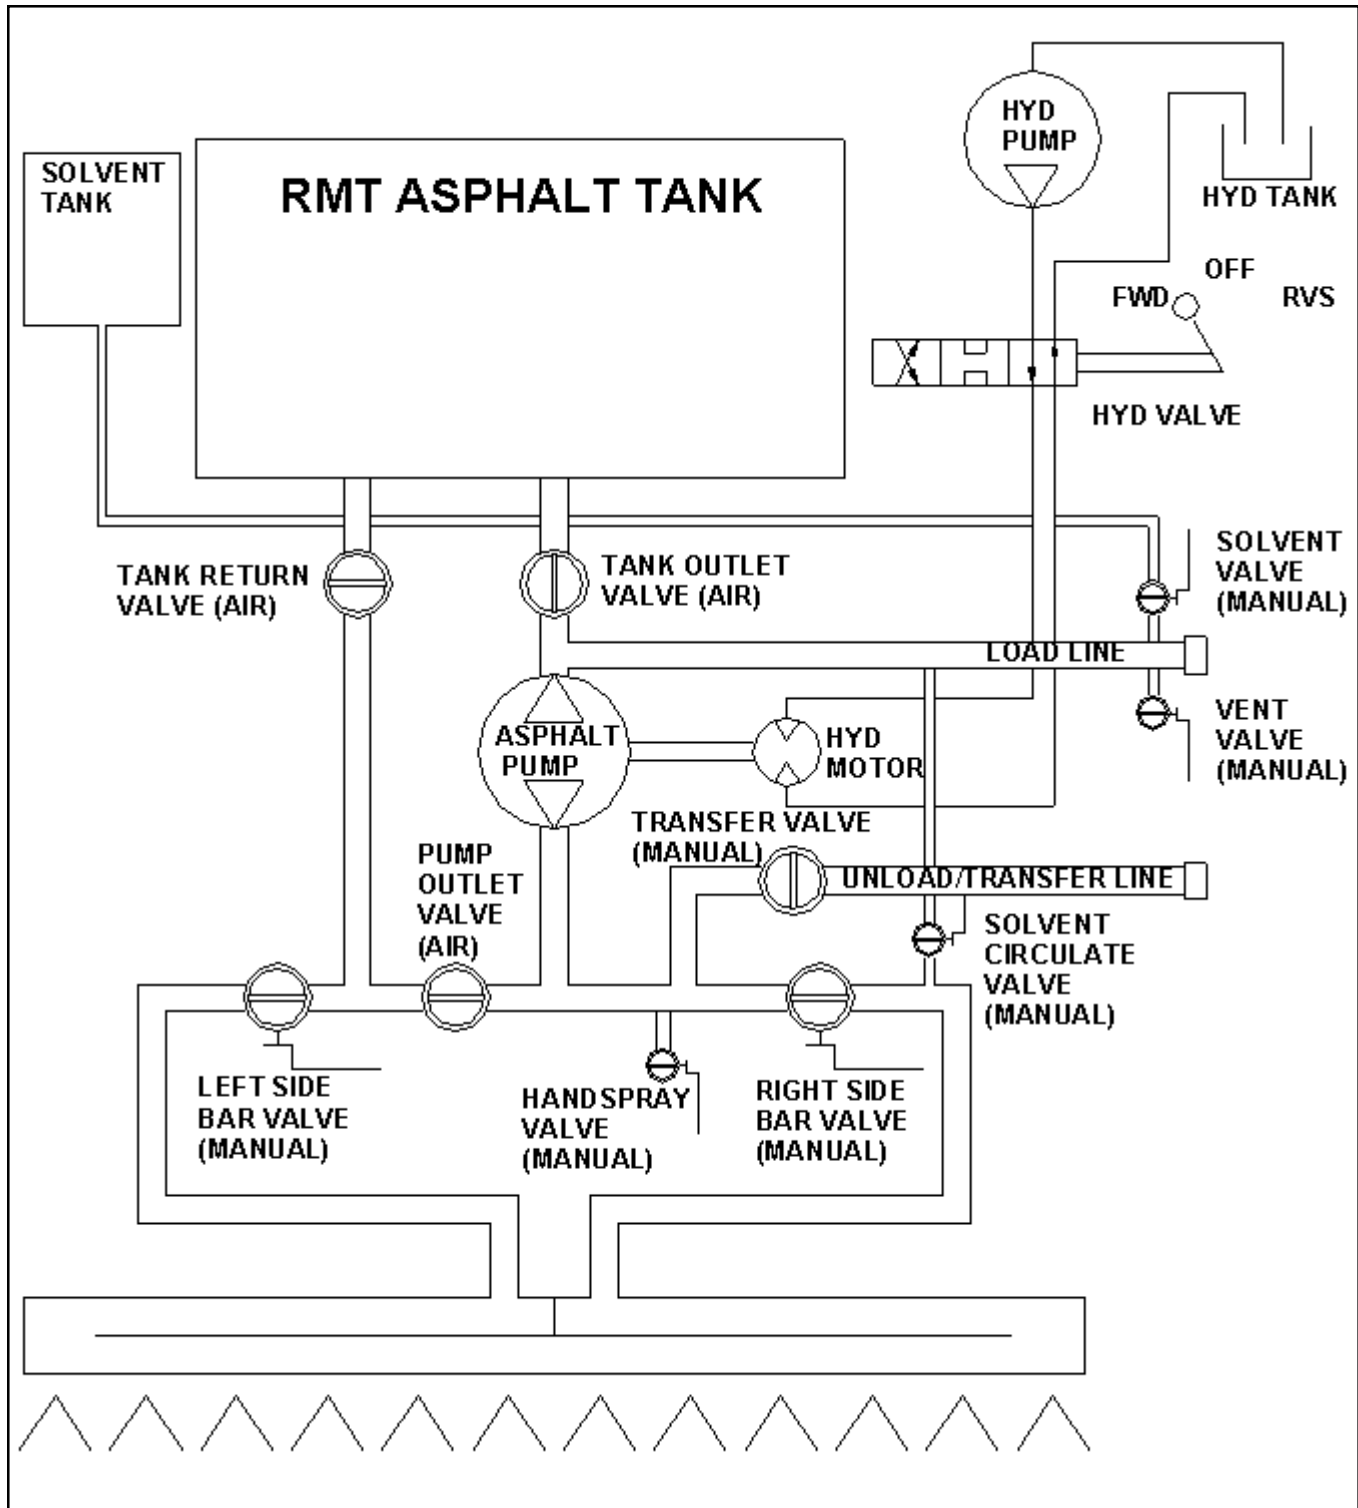 HYD
PUMP
SOLVENT
TANK
RMT ASPHALT TANK
HYD TANK
OFF
FWD
RVS
HYD VALVE
TANK RETURN
VALVE (AIR)
TANK OUTLET
VALVE (AIR)
SOLVENT
VALVE
(MANUAL)
LOAD LINE
ASPHALT
PUMP
HYD
MOTOR
VENT
VALVE
(MANUAL)
TRANSFER VALVE
(MANUAL)
PUMP
OUTLET
VALVE
(AIR)
UNLOAD/TRANSFER LINE
SOLVENT
CIRCULATE
VALVE
(MANUAL)
LEFT SIDE
BAR VALVE
(MANUAL)
HANDSPRAY
VALVE
(MANUAL)
RIGHT SIDE
BAR VALVE
(MANUAL)